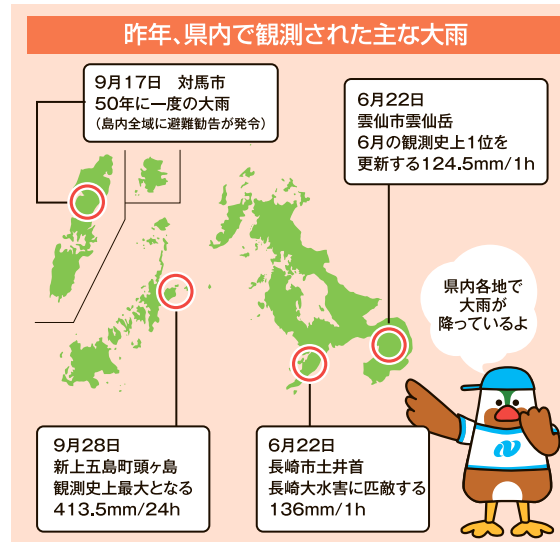 昨年、県内で観測された主な大雨
9月17日　対馬市
50年に一度の大雨
（島内全域に避難勧告が発令）
6月22日
雲仙市雲仙岳
6月の観測史上1位を
更新する124.5mm/1h
県内各地で
大雨が
降っているよ
9月28日
新上五島町頭ヶ島
観測史上最大となる
413.5mm/24h
6月22日
長崎市土井首
長崎大水害に匹敵する
136mm/1h